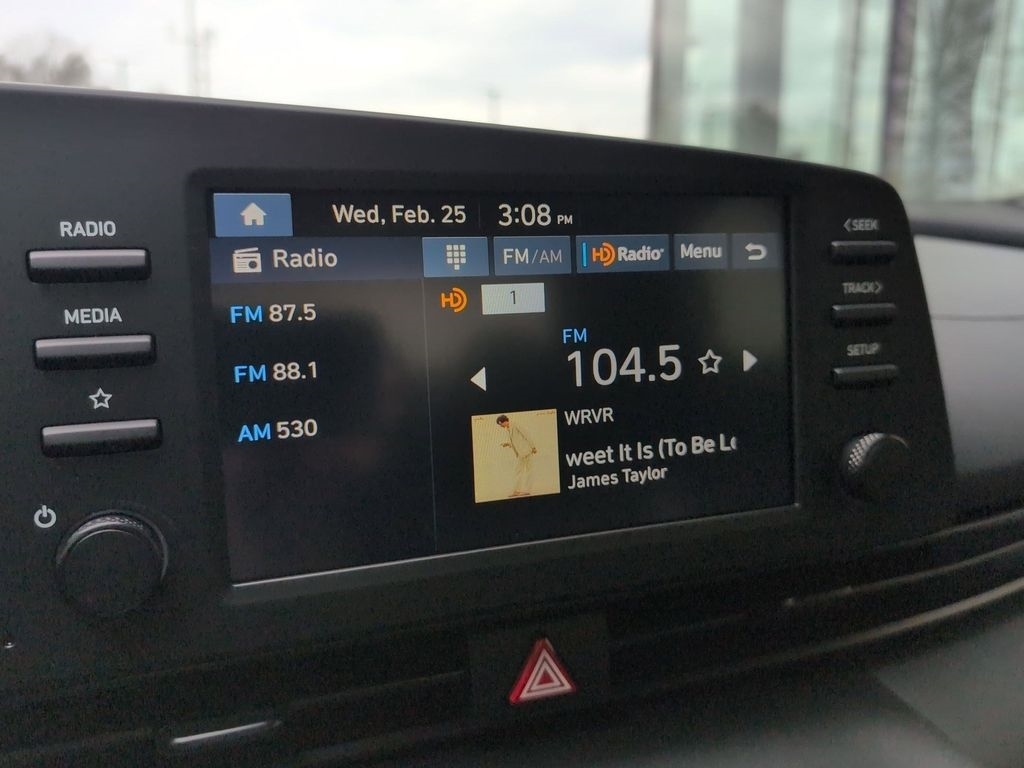 RADIO
MEDIA
Wed, Feb. 25 3:08 PM
Radio FM/AM HD Radio Menu
FM 87.5
FM 88.1
AM 530
HD 1
FM
104.5
WRVR
weet It Is (To Be Lo
James Taylor
<SEEK
TRACK>
SETUP